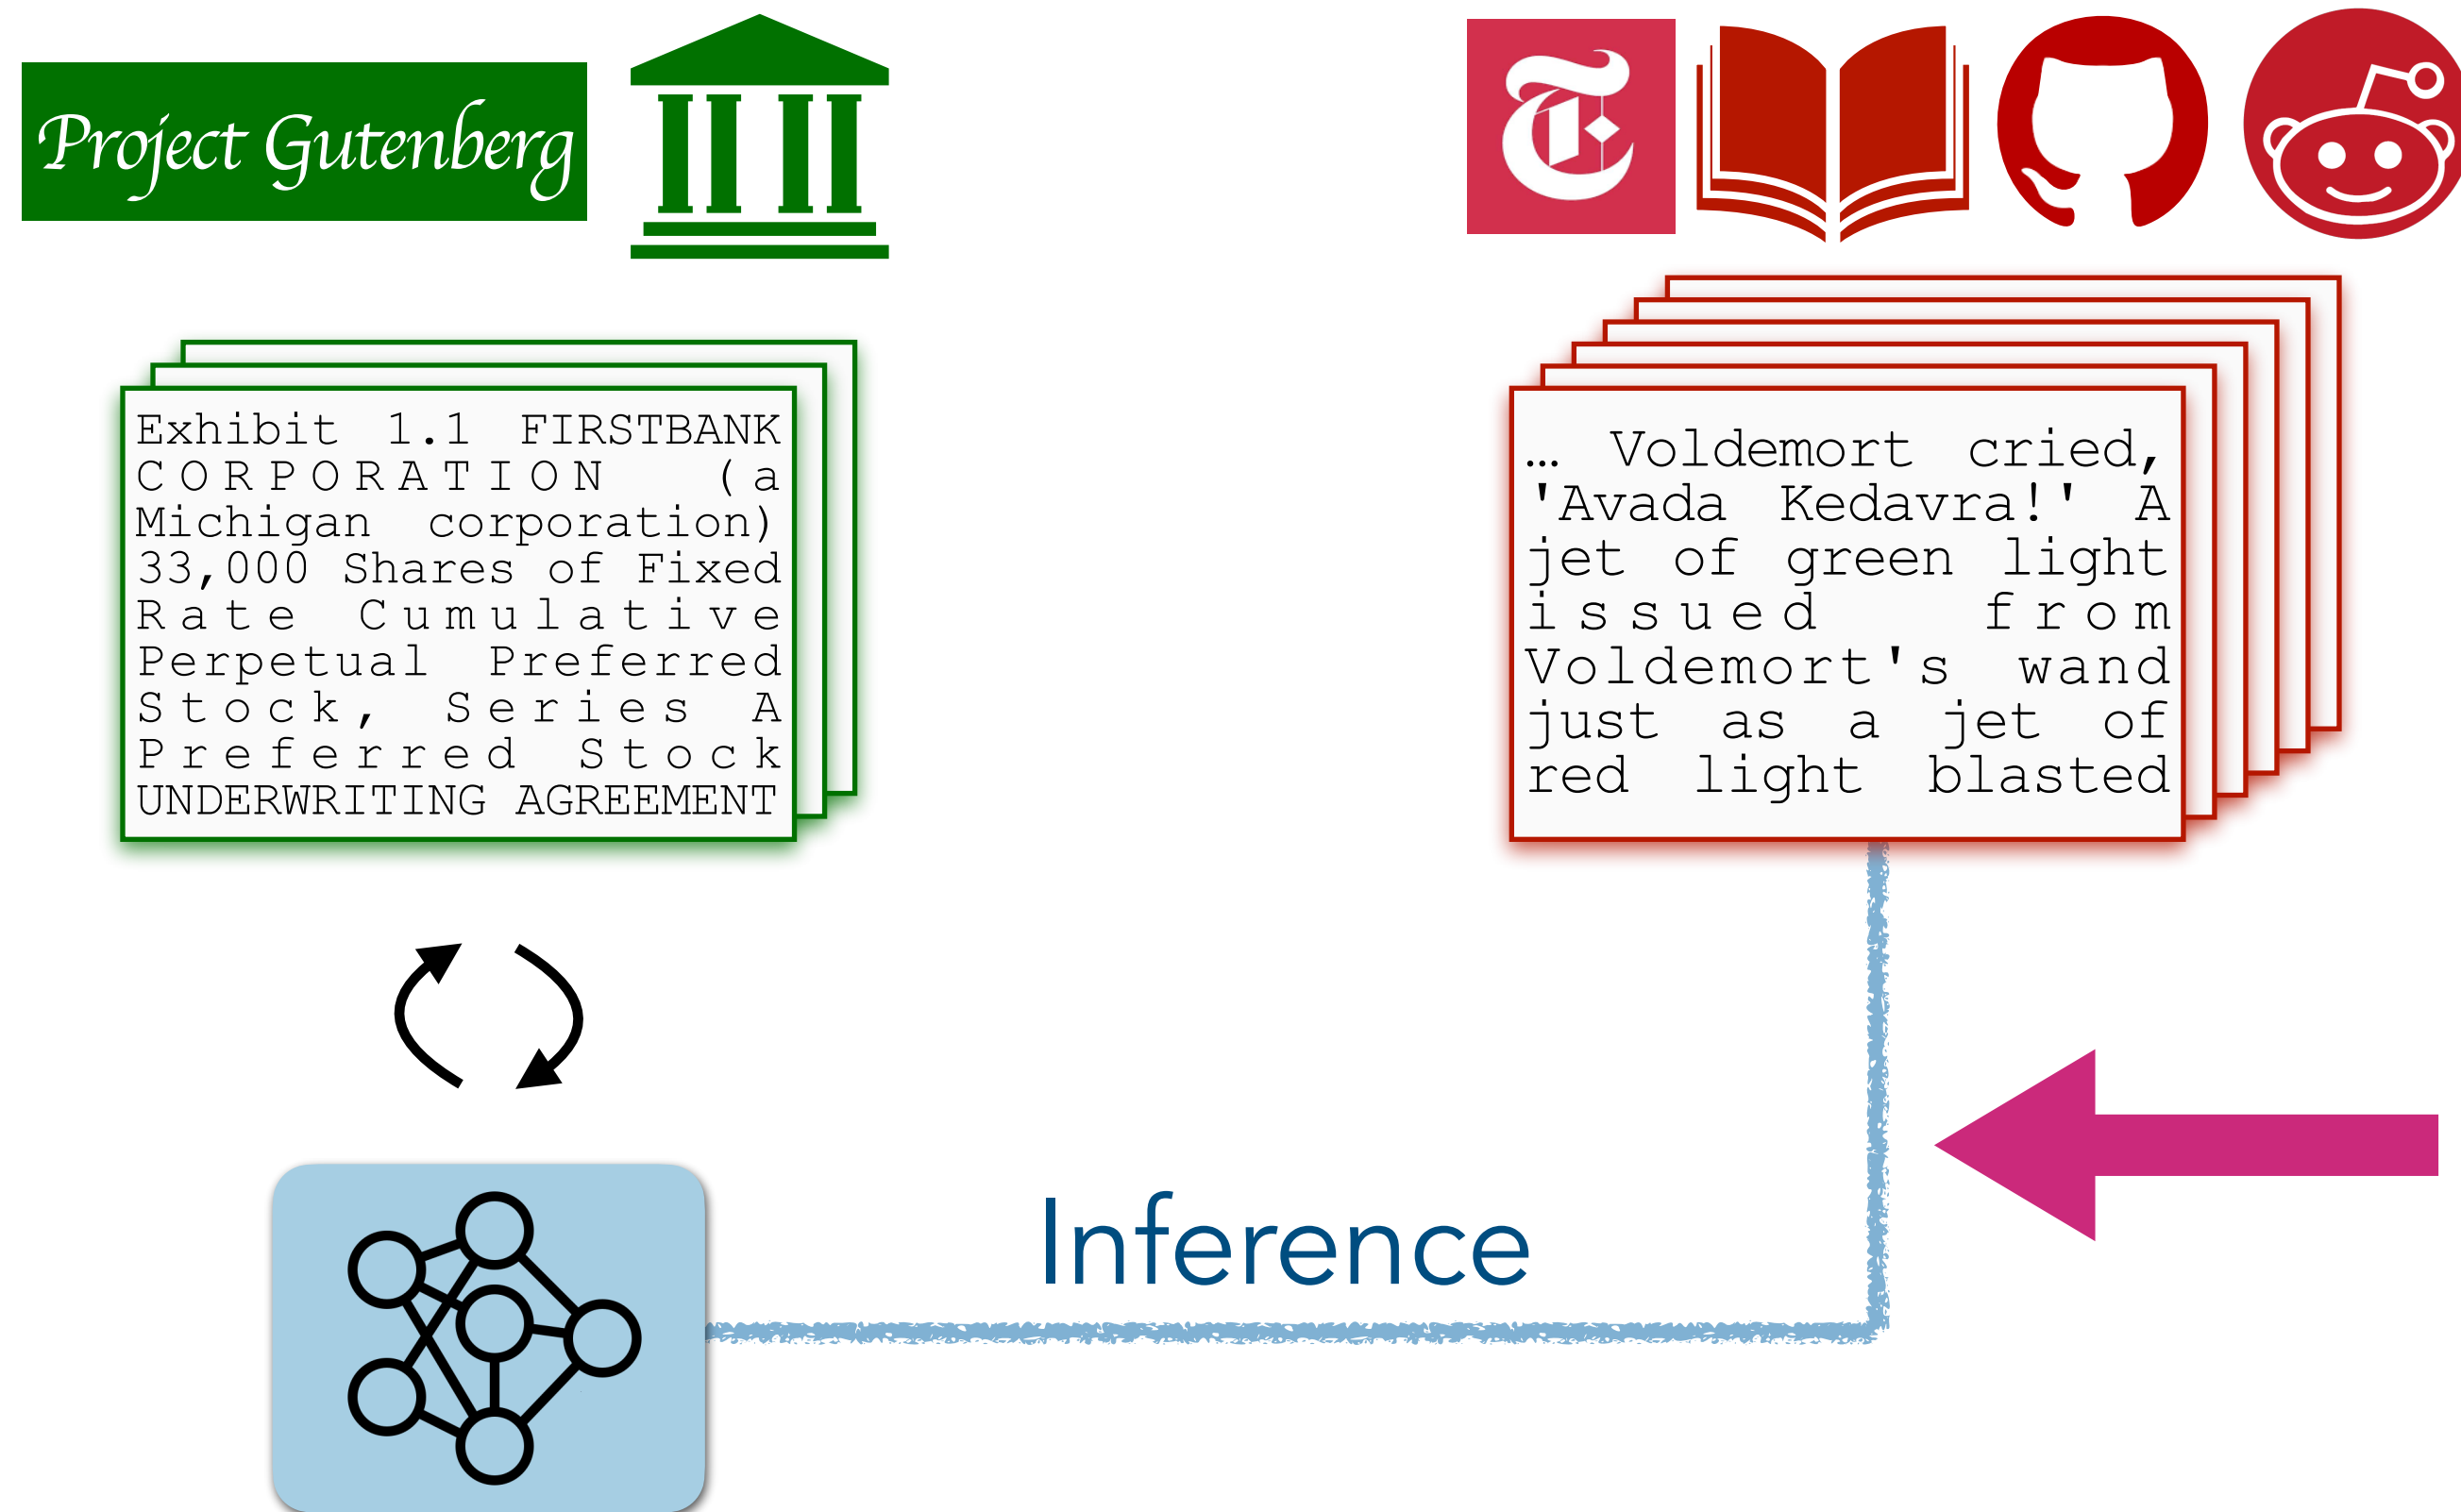 Project Gutenberg
Exhibit 1.1 FIRSTBANK
CORPORATION (a
Michigan corporation)
33,000 Shares of Fixed
Rate Cumulative
Perpetual Preferred
Stock, Series A
Preferred Stock
UNDERWRITING AGREEMENT
… Voldemort cried,
'Avada Kedavra!' A
jet of green light
issued from
Voldemort's wand
just as a jet of
red light blasted
Inference